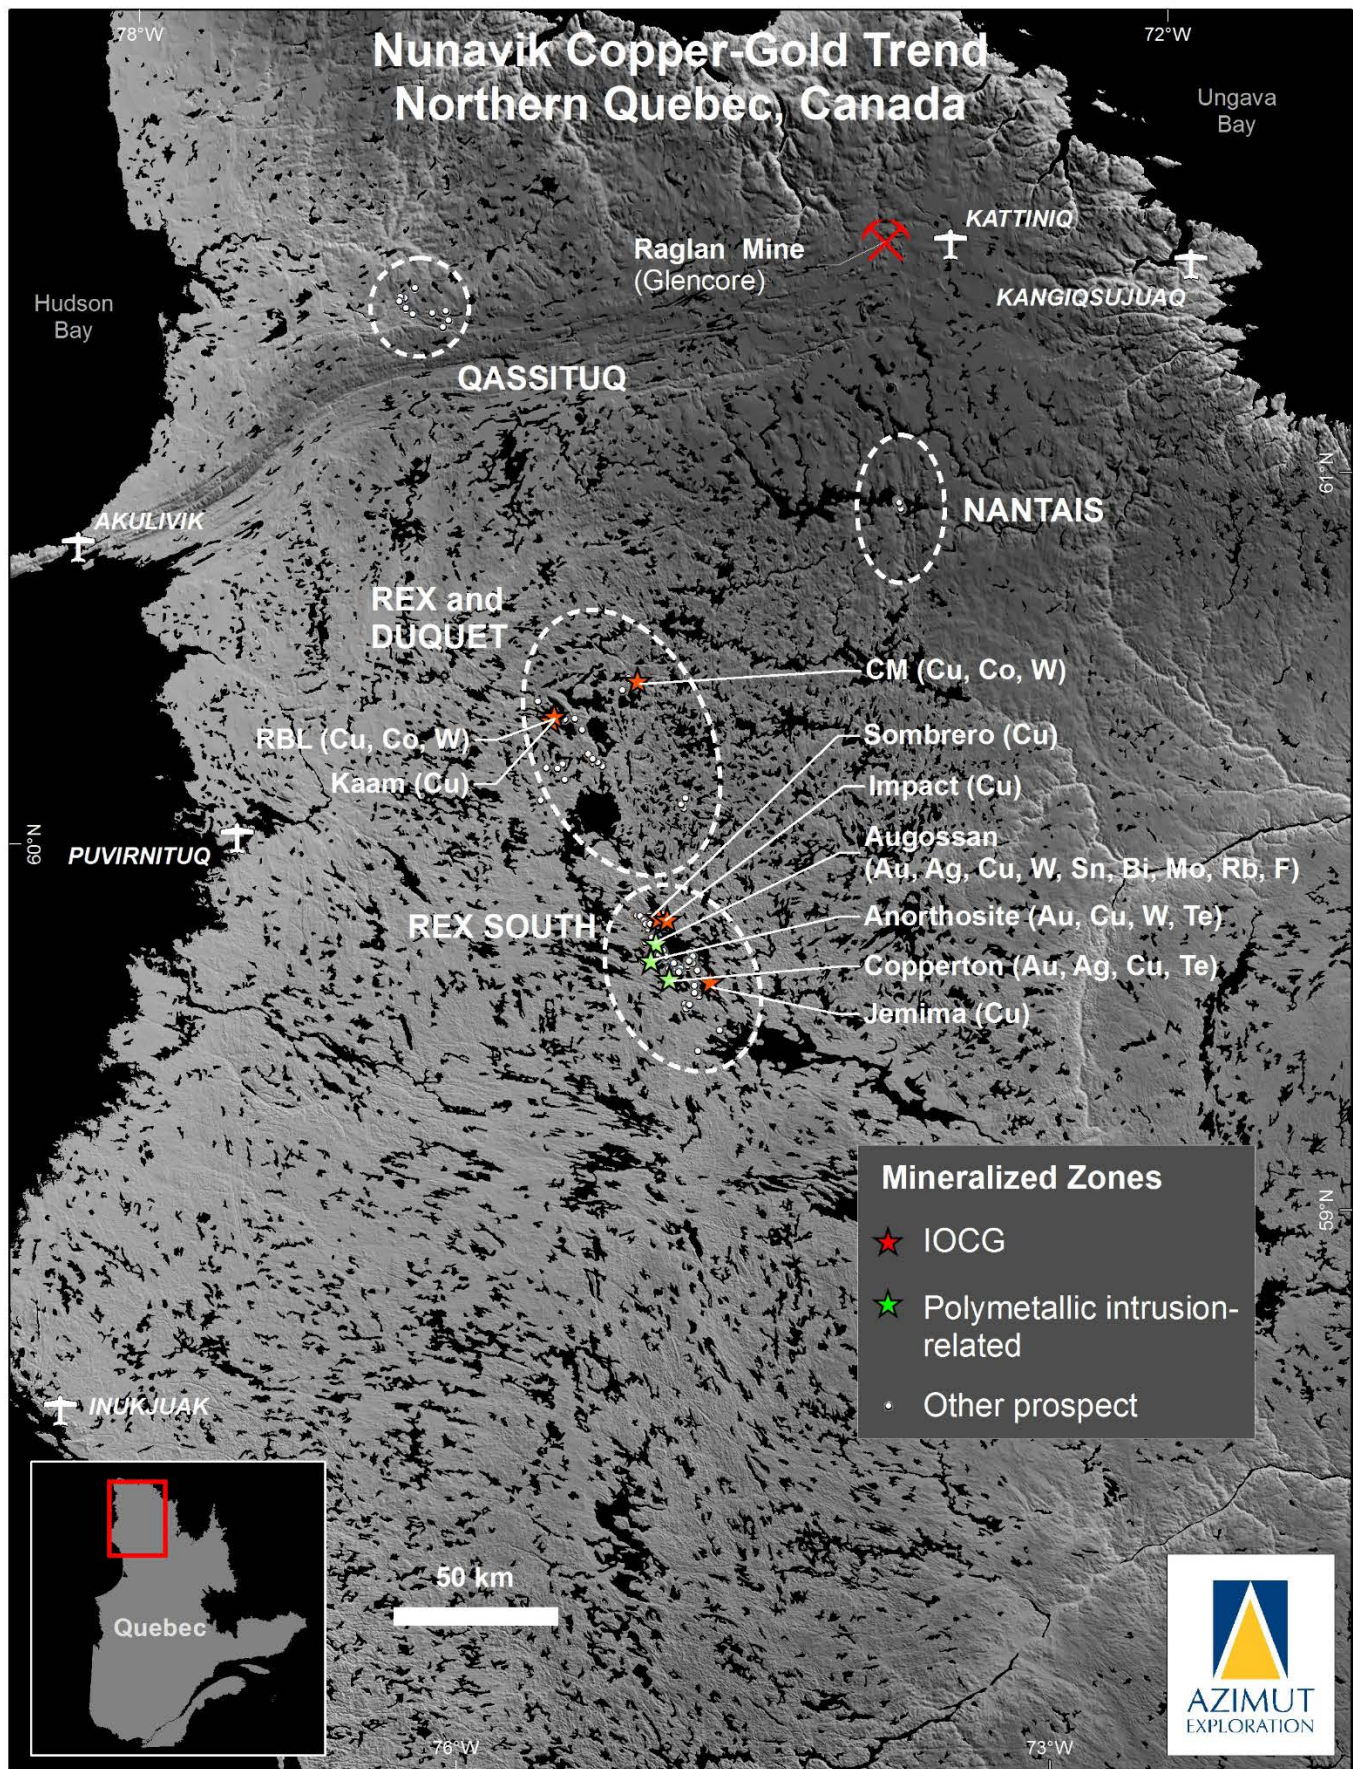 78°W
72°W
Nunavik Copper-Gold Trend
Northern Quebec, Canada
Ungava
Bay
KATTINIQ
Raglan Mine
(Glencore)
KANGIQSUJUAQ
Hudson
Bay
QASSITUQ
61°N
NANTAIS
AKULIVIK
REX and
DUQUET
CM (Cu, Co, W)
RBL (Cu, Co, W)
Sombrero (Cu)
Kaam (Cu)
Impact (Cu)
60°N
PUVIRNITUQ
Augossan
(Au, Ag, Cu, W, Sn, Bi, Mo, Rb, F)
REX SOUTH
Anorthosite (Au, Cu, W, Te)
Copperton (Au, Ag, Cu, Te)
Jemima (Cu)
Mineralized Zones
59°N
IOCG
Polymetallic intrusion-
related
Other prospect
INUKJUAK
50 km
Quebec
AZIMUT
EXPLORATION
76°W
73°W